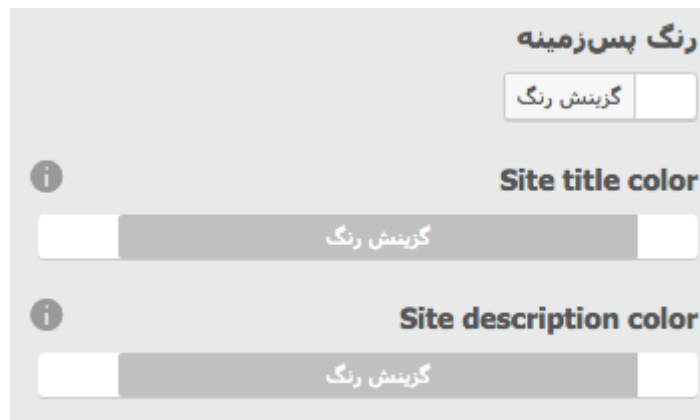 رنگ پس‌زمینه
گزینش رنگ
Site title color
گزینش رنگ
Site description color
گزینش رنگ